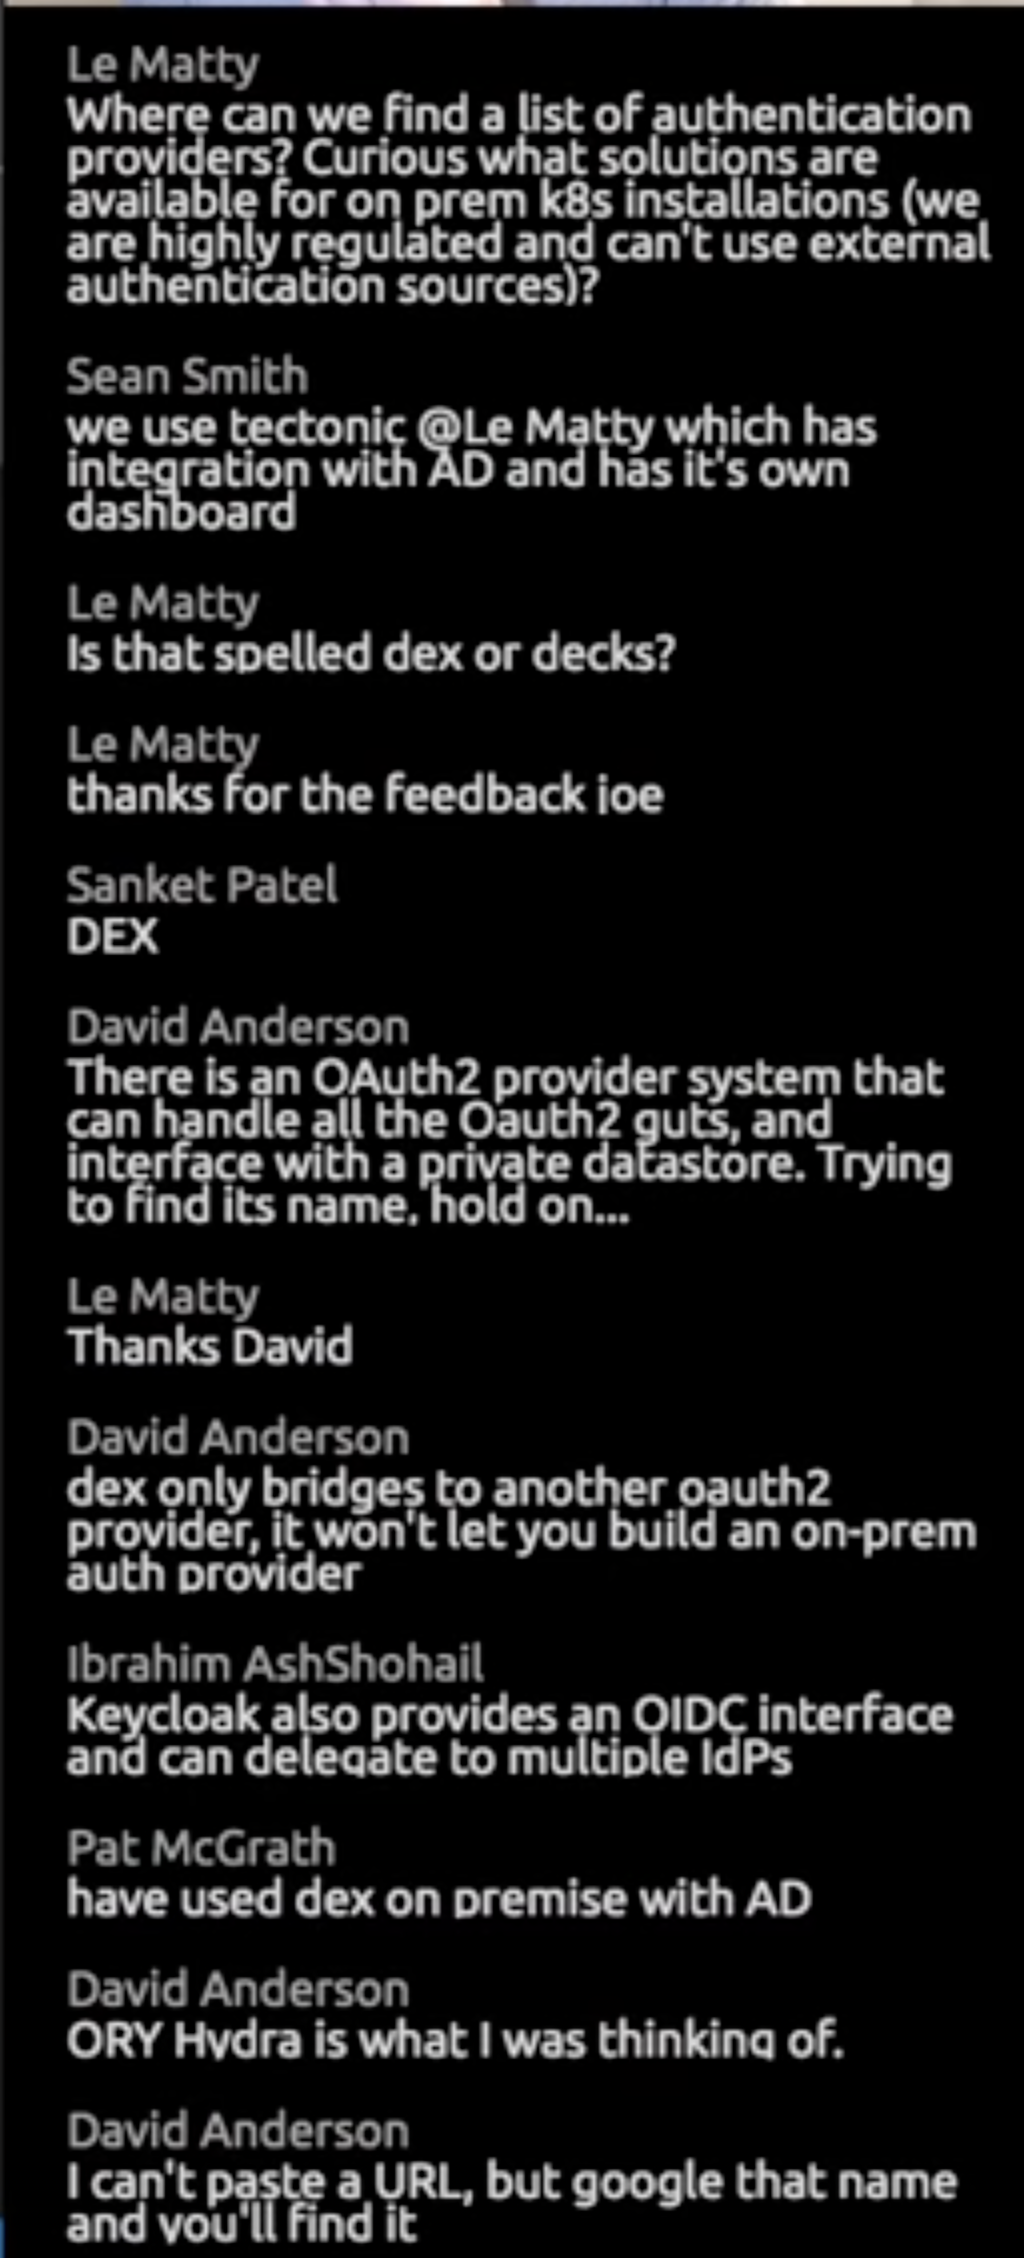 Le Matty
Where can we find a list of authentication
providers? Curious what solutions are
available for on prem k8s installations (we
are highly regulated and can't use external
authentication sources)?
Sean Smith
we use tectonic @Le Matty which has
integration with AD and has it's own
dashboard
Le Matty
Is that spelled dex or decks?
Le Matty
thanks for the feedback joe
Sanket Patel
DEX
David Anderson
There is an OAuth2 provider system that
can handle all the Oauth2 guts, and
interface with a private datastore. Trying
to find its name, hold on...
Le Matty
Thanks David
David Anderson
dex only bridges to another oauth2
provider, it won't let you build an on-prem
auth provider
Ibrahim AshShohail
Keycloak also provides an OIDC interface
and can delegate to multiple IdPs
Pat McGrath
have used dex on premise with AD
David Anderson
ORY Hydra is what I was thinking of.
David Anderson
I can't paste a URL, but google that name
and you'll find it